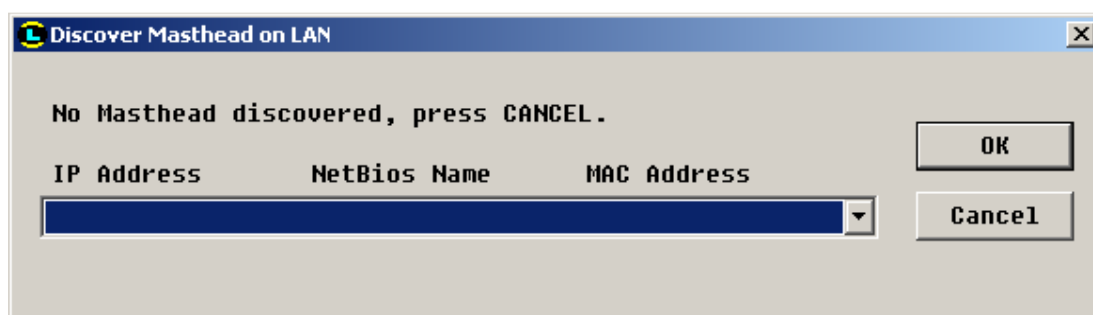 Discover Masthead on LAN
No Masthead discovered, press CANCEL.
OK
IP Address NetBios Name MAC Address
Cancel